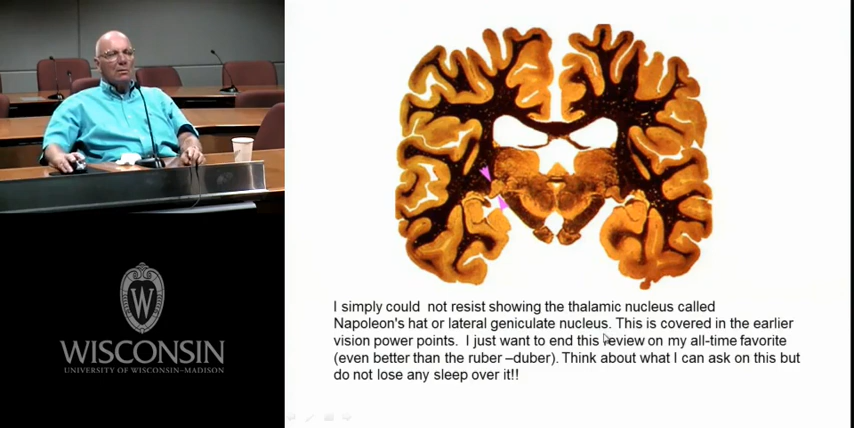 I simply could  not resist showing the thalamic nucleus called
Napoleon's hat or lateral geniculate nucleus. This is covered in the earlier
vision power points.  I just want to end this review on my all-time favorite
(even better than the ruber –duber). Think about what I can ask on this but
do not lose any sleep over it!!
W
WISCONSIN
UNIVERSITY OF WISCONSIN–MADISON